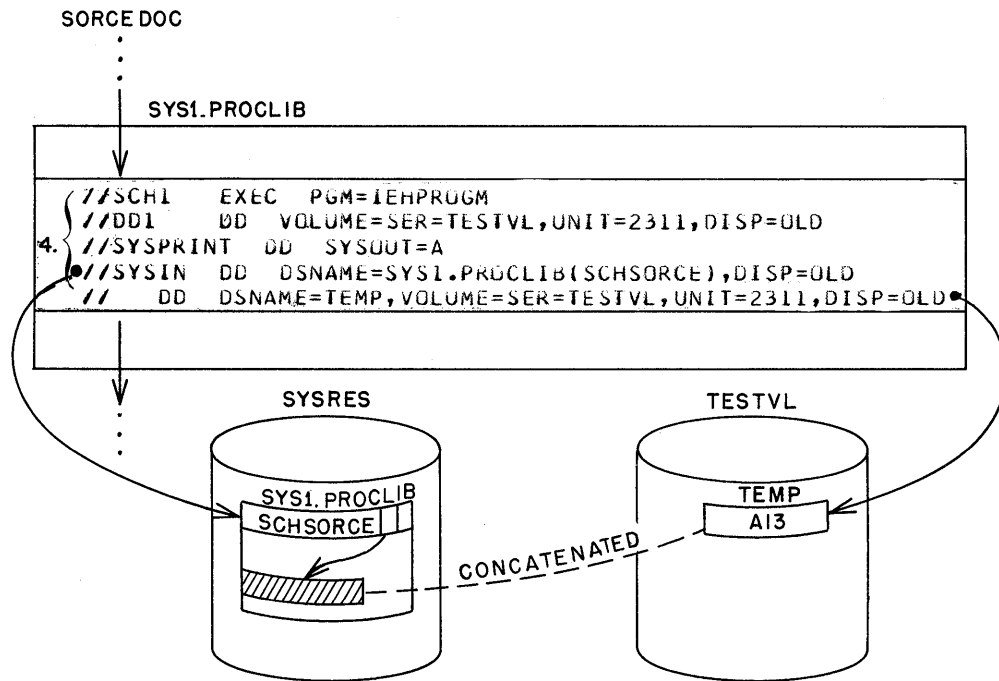 SORCE DOC
SYS1.PROCLIB
4.
//SCH1 EXEC PGM=IEHPROGM
//DD1 DD VOLUME=SER=TESTVL,UNIT=2311,DISP=OLD
//SYSPRINT DD SYSOUT=A
//SYSIN DD DSNAME=SYS1.PROCLIB(SCHSORCE),DISP=OLD
// DD DSNAME=TEMP,VOLUME=SER=TESTVL,UNIT=2311,DISP=OLD
SYSRES
TESTVL
SYS1.PROCLIB
SCHSORCE
TEMP
A13
CONCATENATED